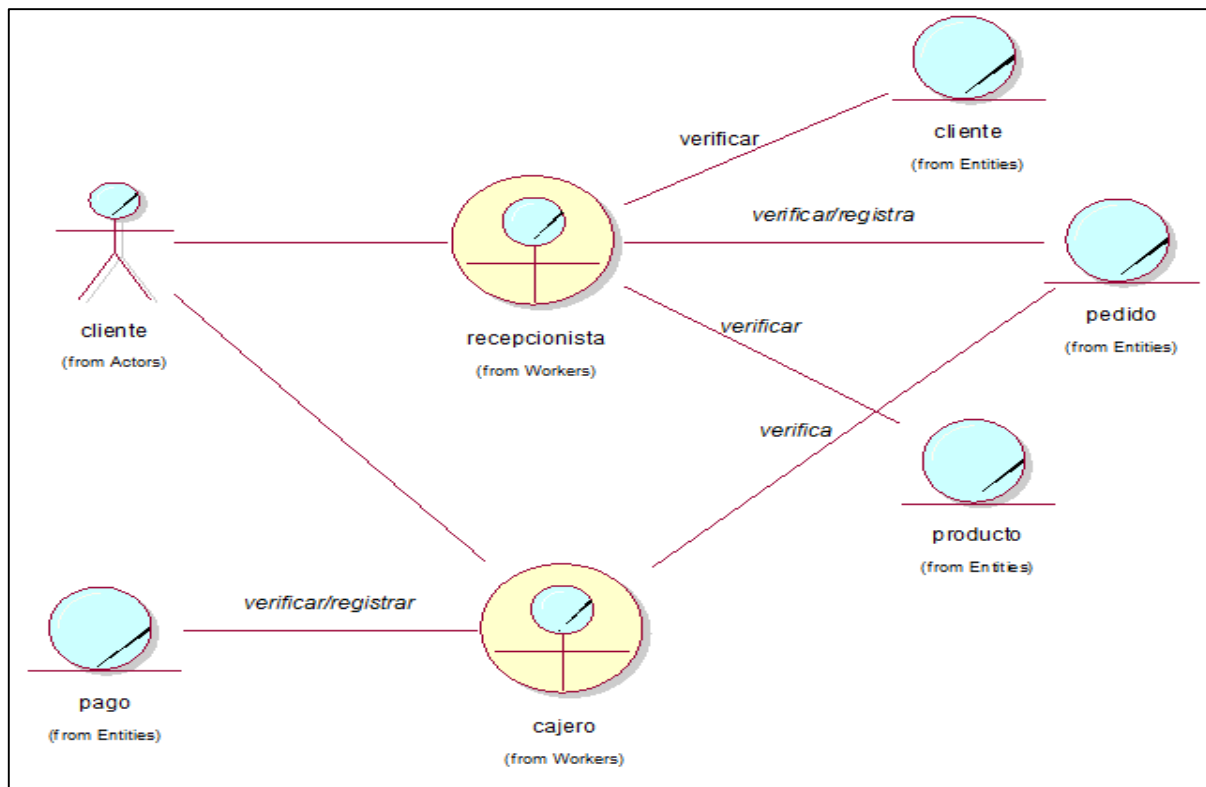 verificar
cliente
(from Entities)
verificar/registra
cliente
(from Actors)
recepcionista
(from Workers)
verificar
pedido
(from Entities)
verifica
producto
(from Entities)
verificar/registrar
pago
(from Entities)
cajero
(from Workers)